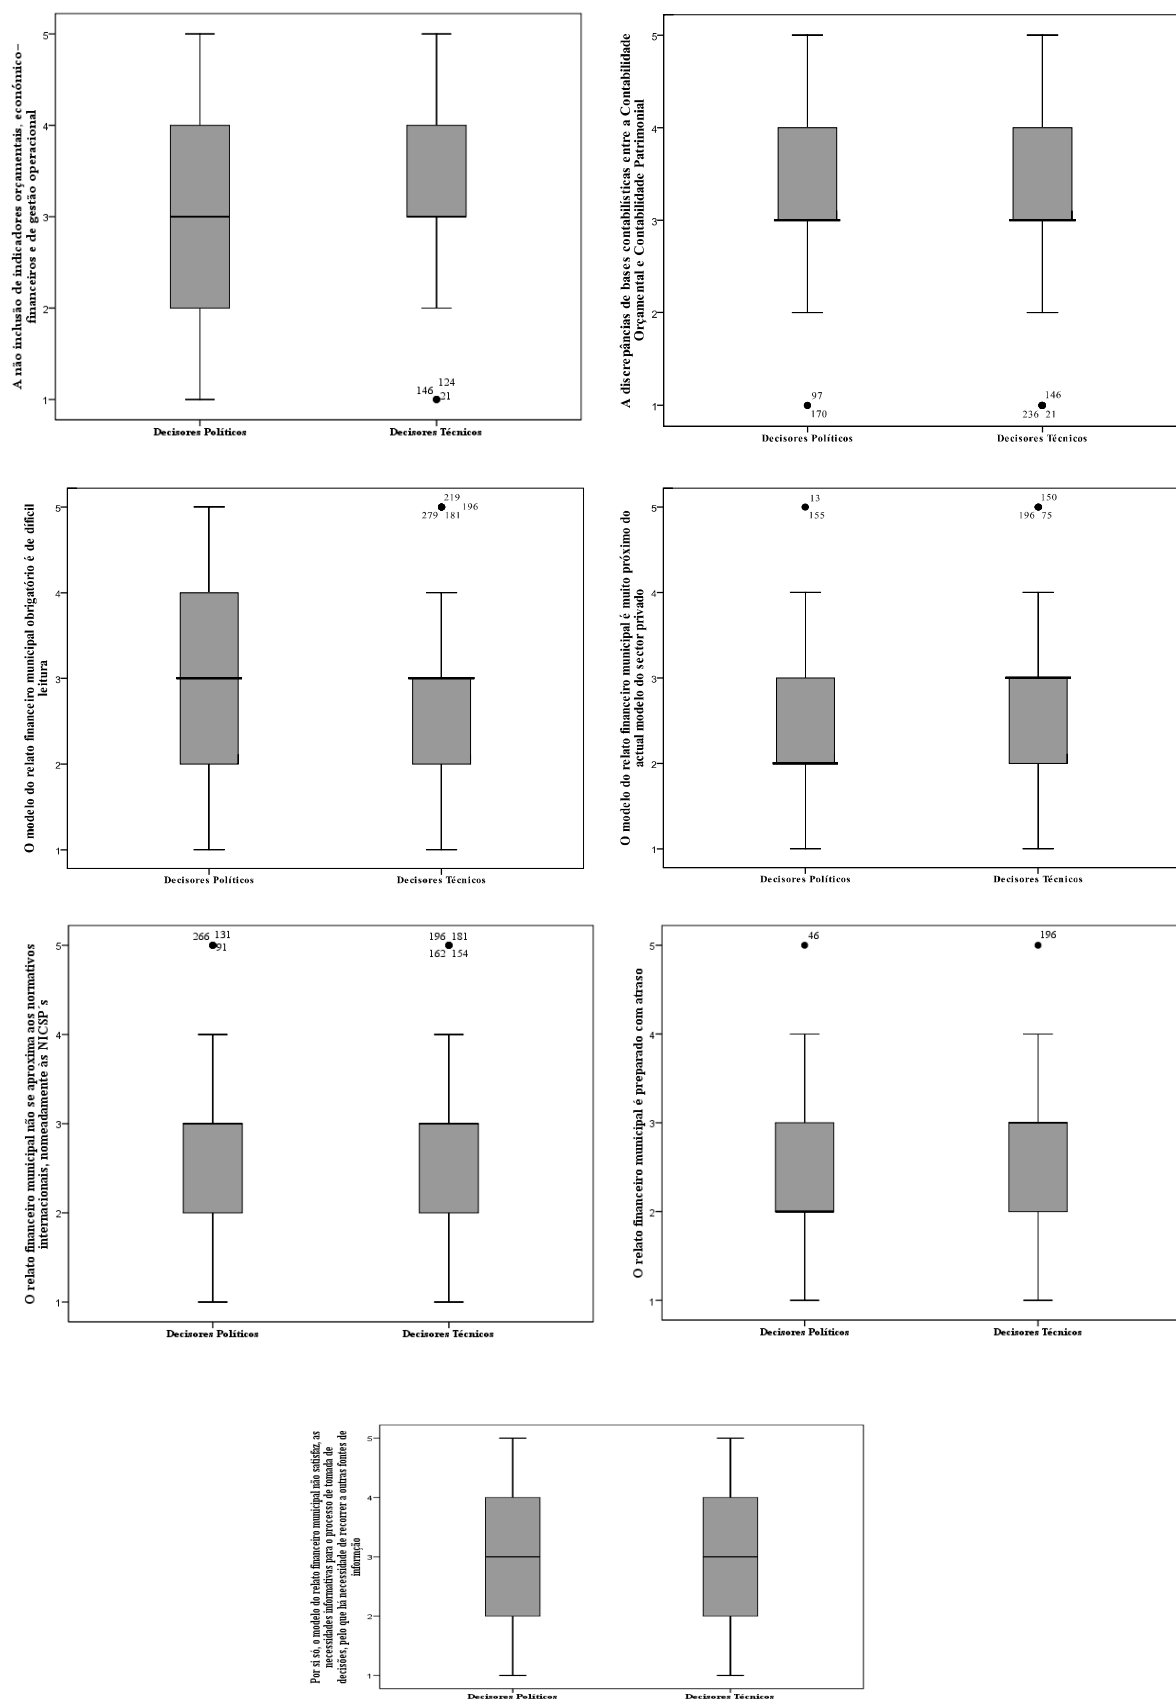 A não inclusão de indicadores orçamentais, económico–
financeiros e de gestão operacional
5
4
3
2
1
124
146
21
Decisores Políticos
Decisores Técnicos
A discrepâncias de bases contabilísticas entre a Contabilidade
Orçamental e Contabilidade Patrimonial
5
4
3
2
1
97
170
146
236 21
Decisores Políticos
Decisores Técnicos
O modelo do relato financeiro municipal obrigatório é de díficil
leitura
5
4
3
2
1
219
196
279 181
Decisores Políticos
Decisores Técnicos
O modelo do relato financeiro municipal é muito próximo do
actual modelo do sector privado
5
4
3
2
1
13
155
150
196 75
Decisores Políticos
Decisores Técnicos
O relato financeiro municipal não se aproxima aos normativos
internacionais, nomeadamente às NICSP´s
5
4
3
2
1
266 131
91
196 181
162 154
Decisores Políticos
Decisores Técnicos
O relato financeiro municipal é preparado com atraso
5
4
3
2
1
46
196
Decisores Políticos
Decisores Técnicos
Por si só, o modelo do relato financeiro municipal não satisfaz, as
necessidades informativas para o processo de tomada de
decisões, pelo que há necessidade de recorrer a outras fontes de
informção
5
4
3
2
1
Decisores Políticos
Decisores Técnicos